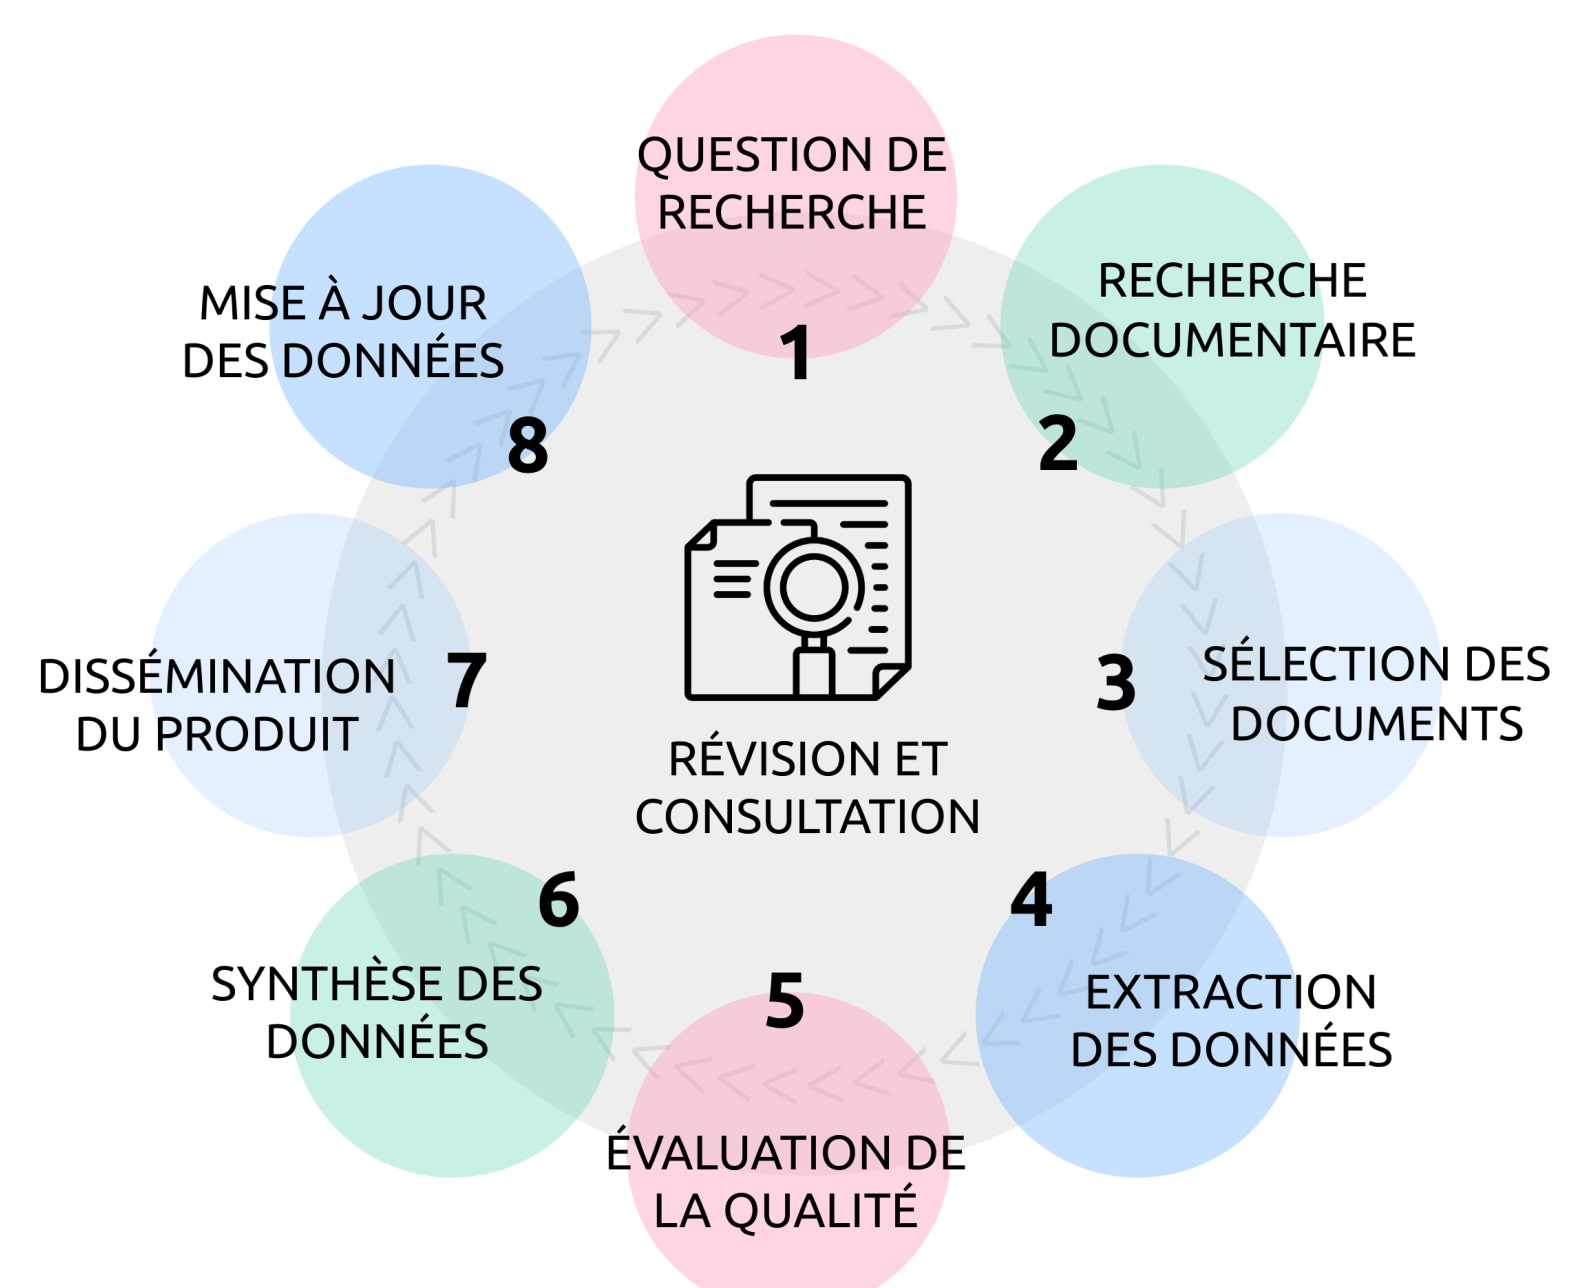 QUESTION DE
RECHERCHE
1
RECHERCHE
DOCUMENTAIRE
2
SÉLECTION DES
DOCUMENTS
3
EXTRACTION
DES DONNÉES
4
ÉVALUATION DE
LA QUALITÉ
5
SYNTHÈSE DES
DONNÉES
6
DISSÉMINATION
DU PRODUIT
7
MISE À JOUR
DES DONNÉES
8
RÉVISION ET
CONSULTATION